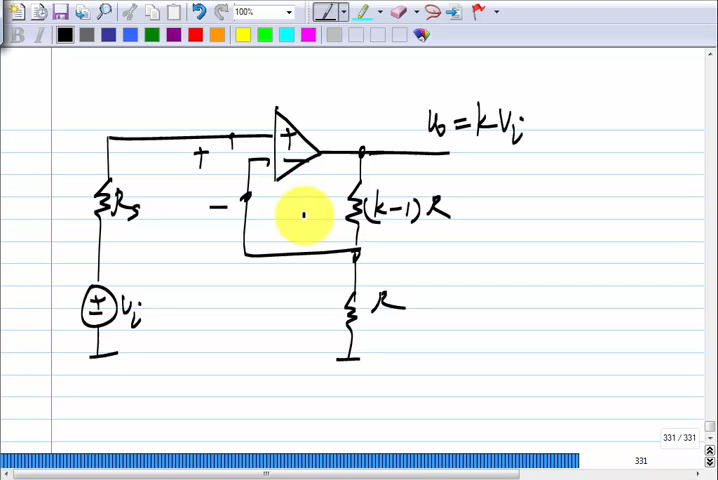 100%
B I
+
−
v₀ = kVᵢ
+
−
Rₛ
(k−1)R
±
Vᵢ
R
331 / 331
331